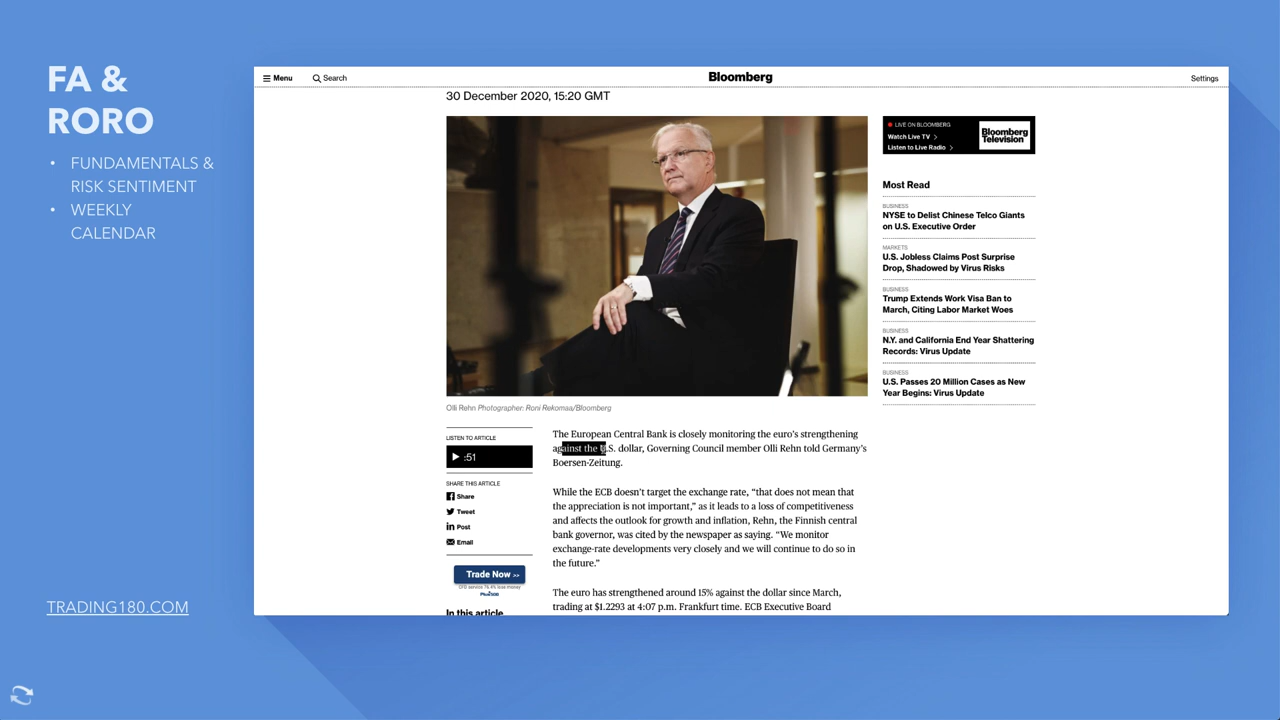 FA &
RORO
• FUNDAMENTALS &
RISK SENTIMENT
• WEEKLY
CALENDAR
TRADING180.COM
Menu
Search
Bloomberg
Settings
30 December 2020, 15:20 GMT
Olli Rehn Photographer: Roni Rekomaa/Bloomberg
LISTEN TO ARTICLE
:51
SHARE THIS ARTICLE
Share
Tweet
Post
Email
Trade Now >>
CFD service 76.4% lose money
Plus500
In this article
The European Central Bank is closely monitoring the euro's strengthening
against the U.S. dollar, Governing Council member Olli Rehn told Germany's
Boersen-Zeitung.
While the ECB doesn't target the exchange rate, “that does not mean that
the appreciation is not important,” as it leads to a loss of competitiveness
and affects the outlook for growth and inflation, Rehn, the Finnish central
bank governor, was cited by the newspaper as saying. “We monitor
exchange-rate developments very closely and we will continue to do so in
the future.”
The euro has strengthened around 15% against the dollar since March,
trading at $1.2293 at 4:07 p.m. Frankfurt time. ECB Executive Board
LIVE ON BLOOMBERG
Watch Live TV >
Listen to Live Radio >
Bloomberg
Television
Most Read
BUSINESS
NYSE to Delist Chinese Telco Giants
on U.S. Executive Order
MARKETS
U.S. Jobless Claims Post Surprise
Drop, Shadowed by Virus Risks
BUSINESS
Trump Extends Work Visa Ban to
March, Citing Labor Market Woes
BUSINESS
N.Y. and California End Year Shattering
Records: Virus Update
BUSINESS
U.S. Passes 20 Million Cases as New
Year Begins: Virus Update